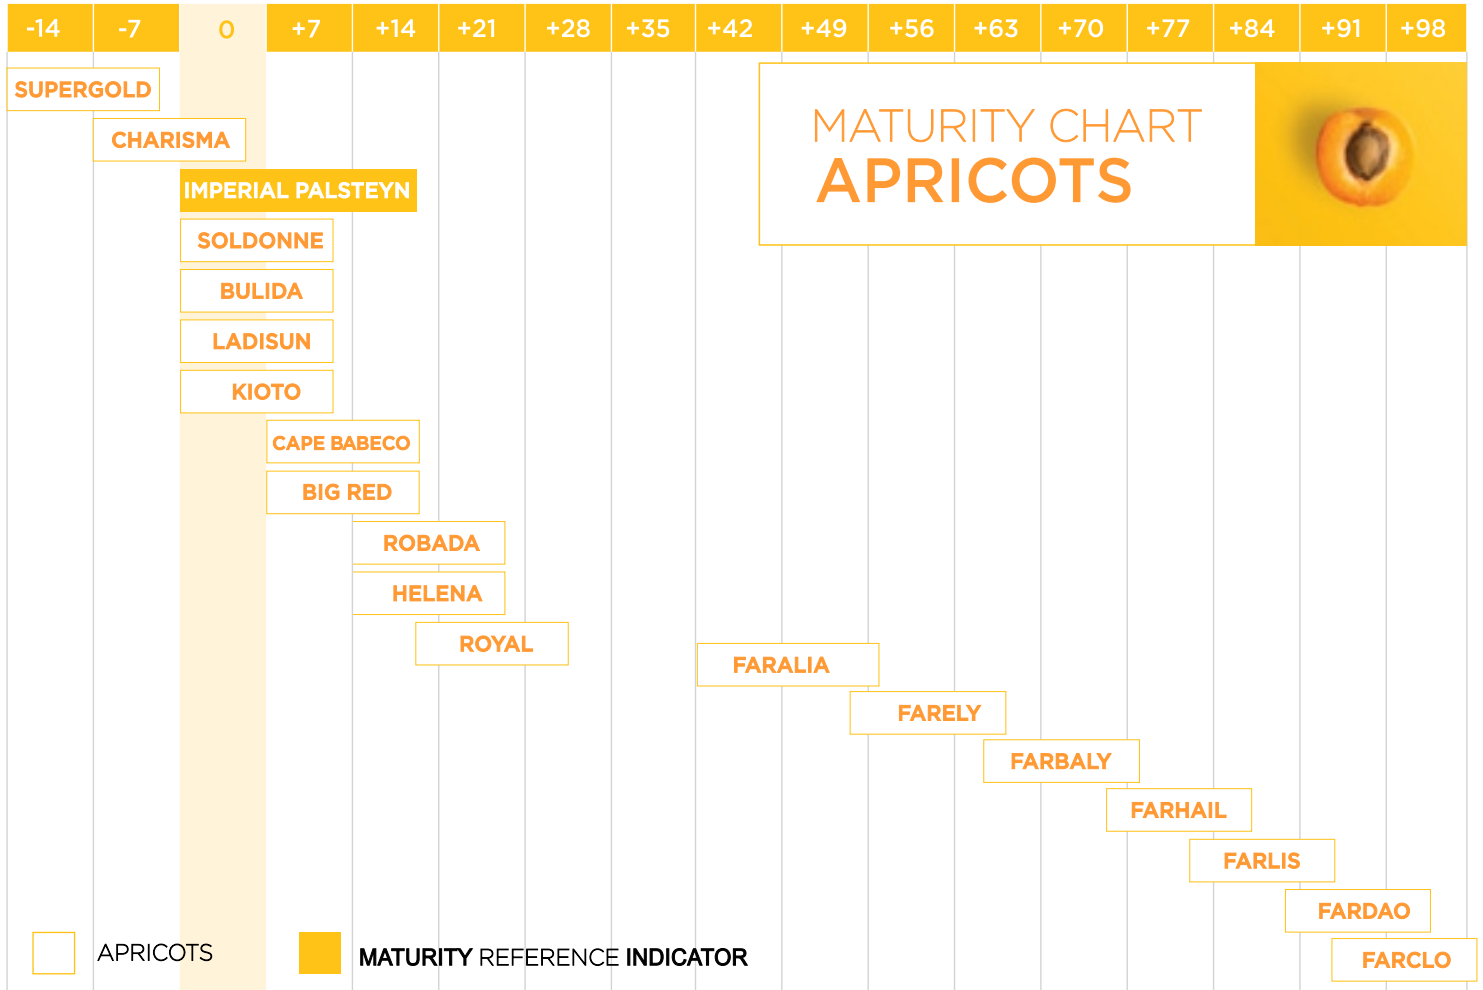 -14 -7 0 +7 +14 +21 +28 +35 +42 +49 +56 +63 +70 +77 +84 +91 +98
SUPERGOLD
MATURITY CHART
APRICOTS
CHARISMA
IMPERIAL PALSTEYN
SOLDONNE
BULIDA
LADISUN
KIOTO
CAPE BABECO
BIG RED
ROBADA
HELENA
ROYAL
FARALIA
FARELY
FARBALY
FARHAIL
FARLIS
FARDAO
FARCLO
APRICOTS
MATURITY REFERENCE INDICATOR